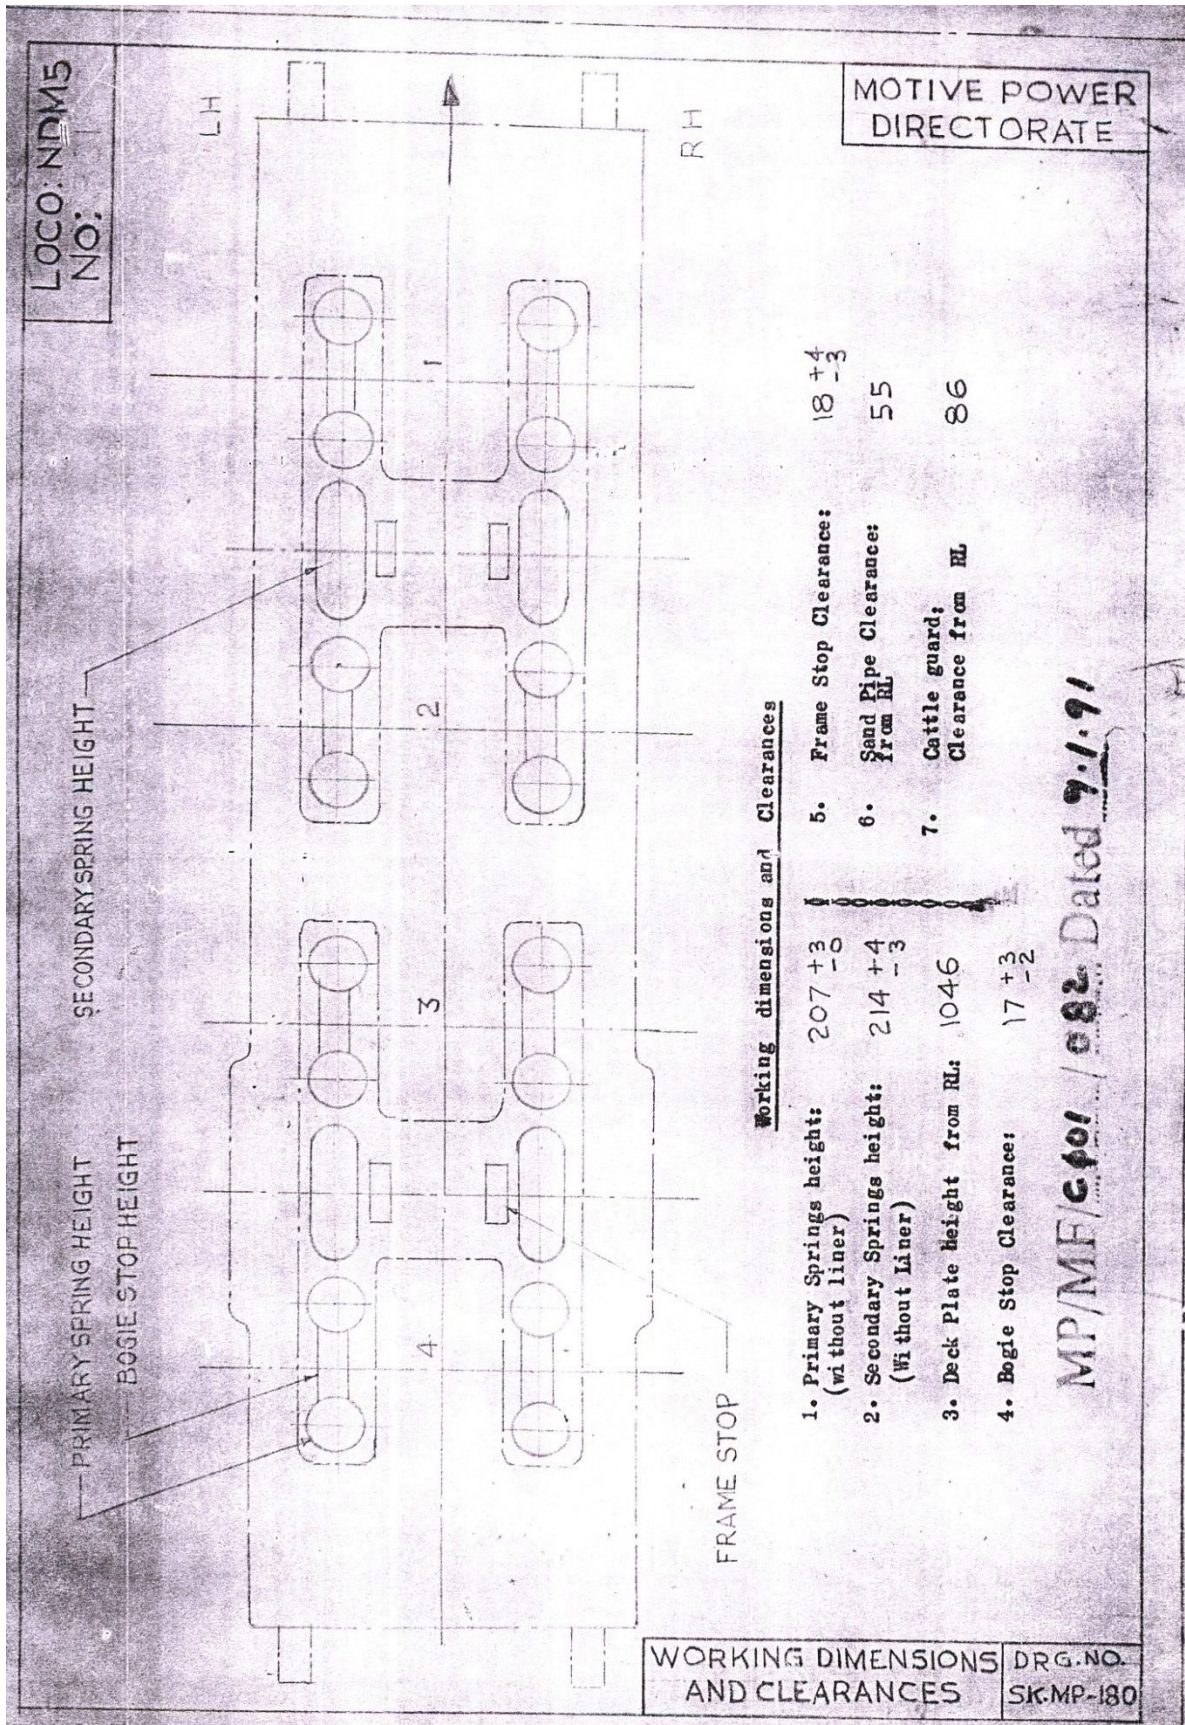 LOCO: NDM5
NO:
MOTIVE POWER
DIRECTORATE
PRIMARY SPRING HEIGHT
BOGIE STOP HEIGHT
SECONDARY SPRING HEIGHT
LH
RH
4
3
2
1
FRAME STOP
Working dimensions and Clearances
1. Primary Springs height: 207 +3 -0
(without liner)
2. Secondary Springs height: 214 +4 -3
(Without Liner)
3. Deck Plate Height from RL: 1046
4. Bogie Stop Clearance: 17 +3 -2
5. Frame Stop Clearance: 18 +4 -3
6. Sand Pipe Clearance: 55
from RL
7. Cattle guard:
Clearance from RL 86
Dated 9.1.91
WORKING DIMENSIONS
AND CLEARANCES
DRG.NO.
SK.MP-180